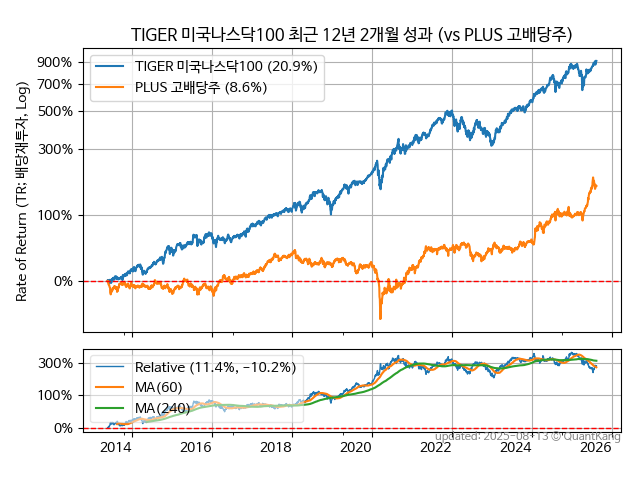 TIGER 미국나스닥100 최근 12년 2개월 성과 (vs PLUS 고배당주)
Rate of Return (TR; 배당재투자, Log)
900%
700%
500%
300%
100%
0%
TIGER 미국나스닥100 (20.9%)
PLUS 고배당주 (8.6%)
300%
100%
0%
Relative (11.4%, −10.2%)
MA(60)
MA(240)
2014 2016 2018 2020 2022 2024 2026
updated: 2025-08-13 © QuantKang